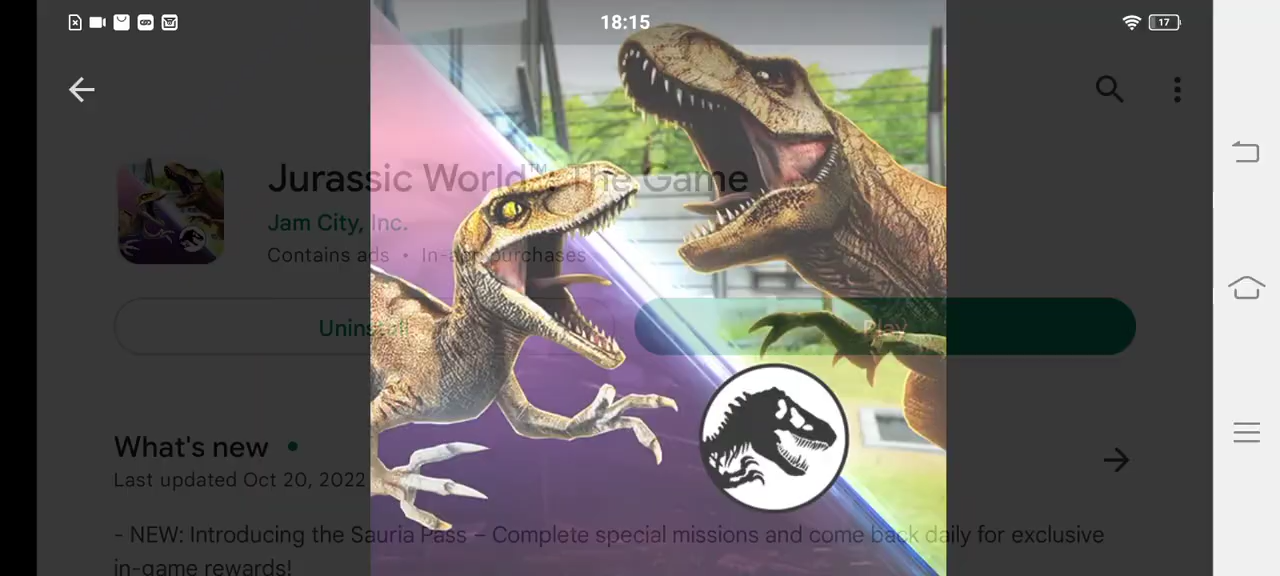 18:15
17
Jurassic World™: The Game
Jam City, Inc.
Contains ads • In-app purchases
Uninstall
Play
What's new •
Last updated Oct 20, 2022
- NEW: Introducing the Sauria Pass – Complete special missions and come back daily for exclusive
in-game rewards!